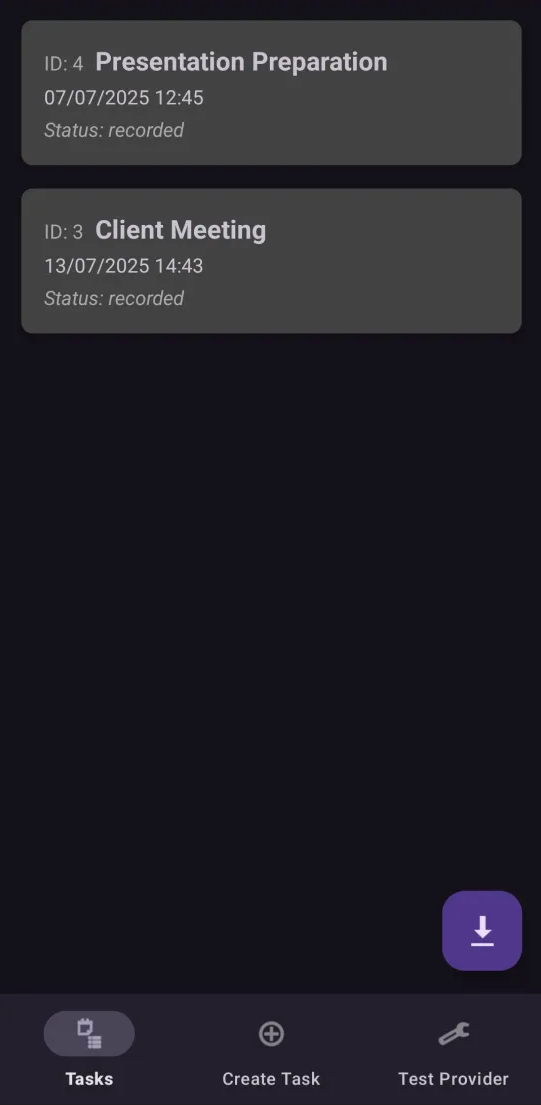 ID: 4 Presentation Preparation
07/07/2025 12:45
Status: recorded
ID: 3 Client Meeting
13/07/2025 14:43
Status: recorded
Tasks
Create Task
Test Provider